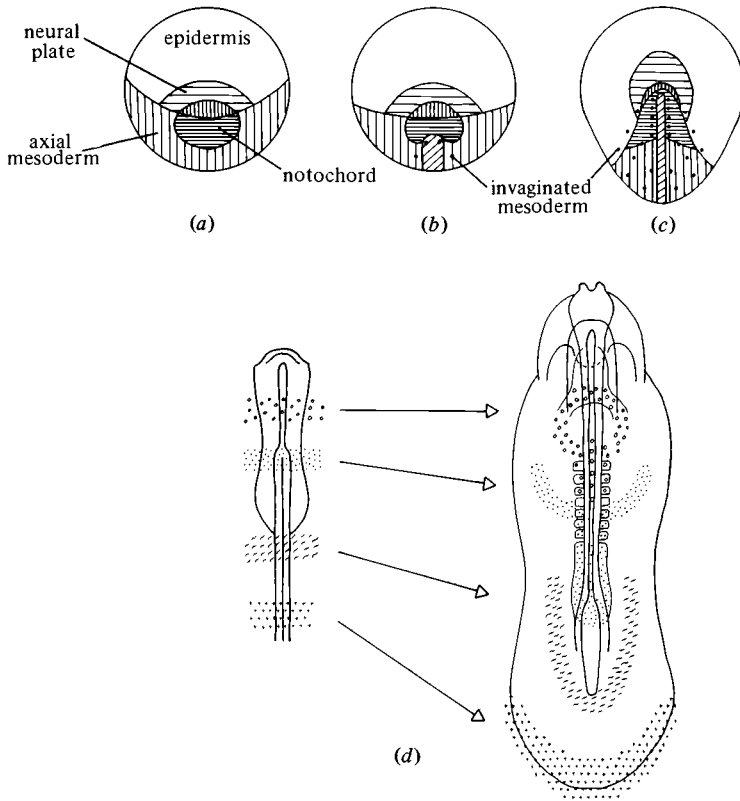 neural
plate
epidermis
axial
mesoderm
notochord
invaginated
mesoderm
(a)
(b)
(c)
(d)